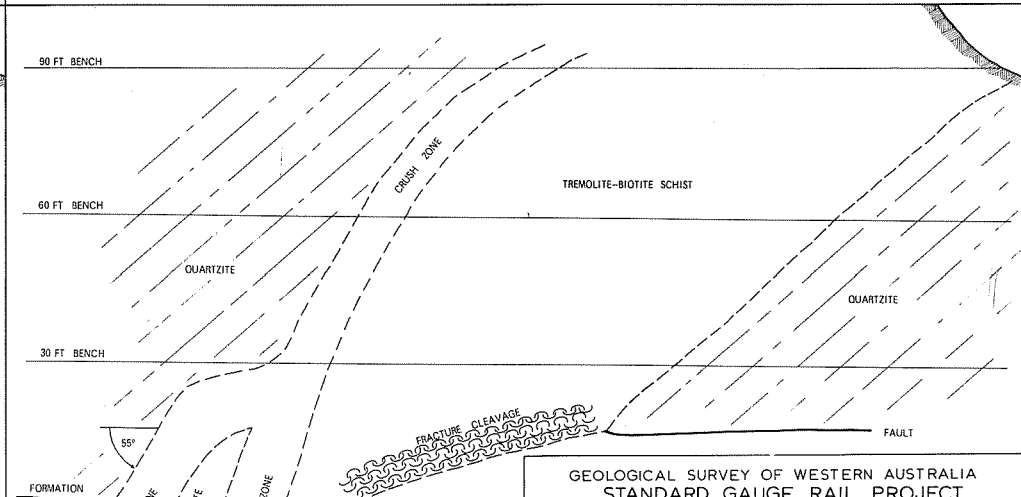 90 FT BENCH
CRUSH ZONE
TREMOLITE-BIOTITE SCHIST
60 FT BENCH
QUARTZITE
QUARTZITE
30 FT BENCH
FRACTURE CLEAVAGE
55°
FAULT
FORMATION
ZONE
GEOLOGICAL SURVEY OF WESTERN AUSTRALIA
STANDARD GAUGE RAIL PROJECT